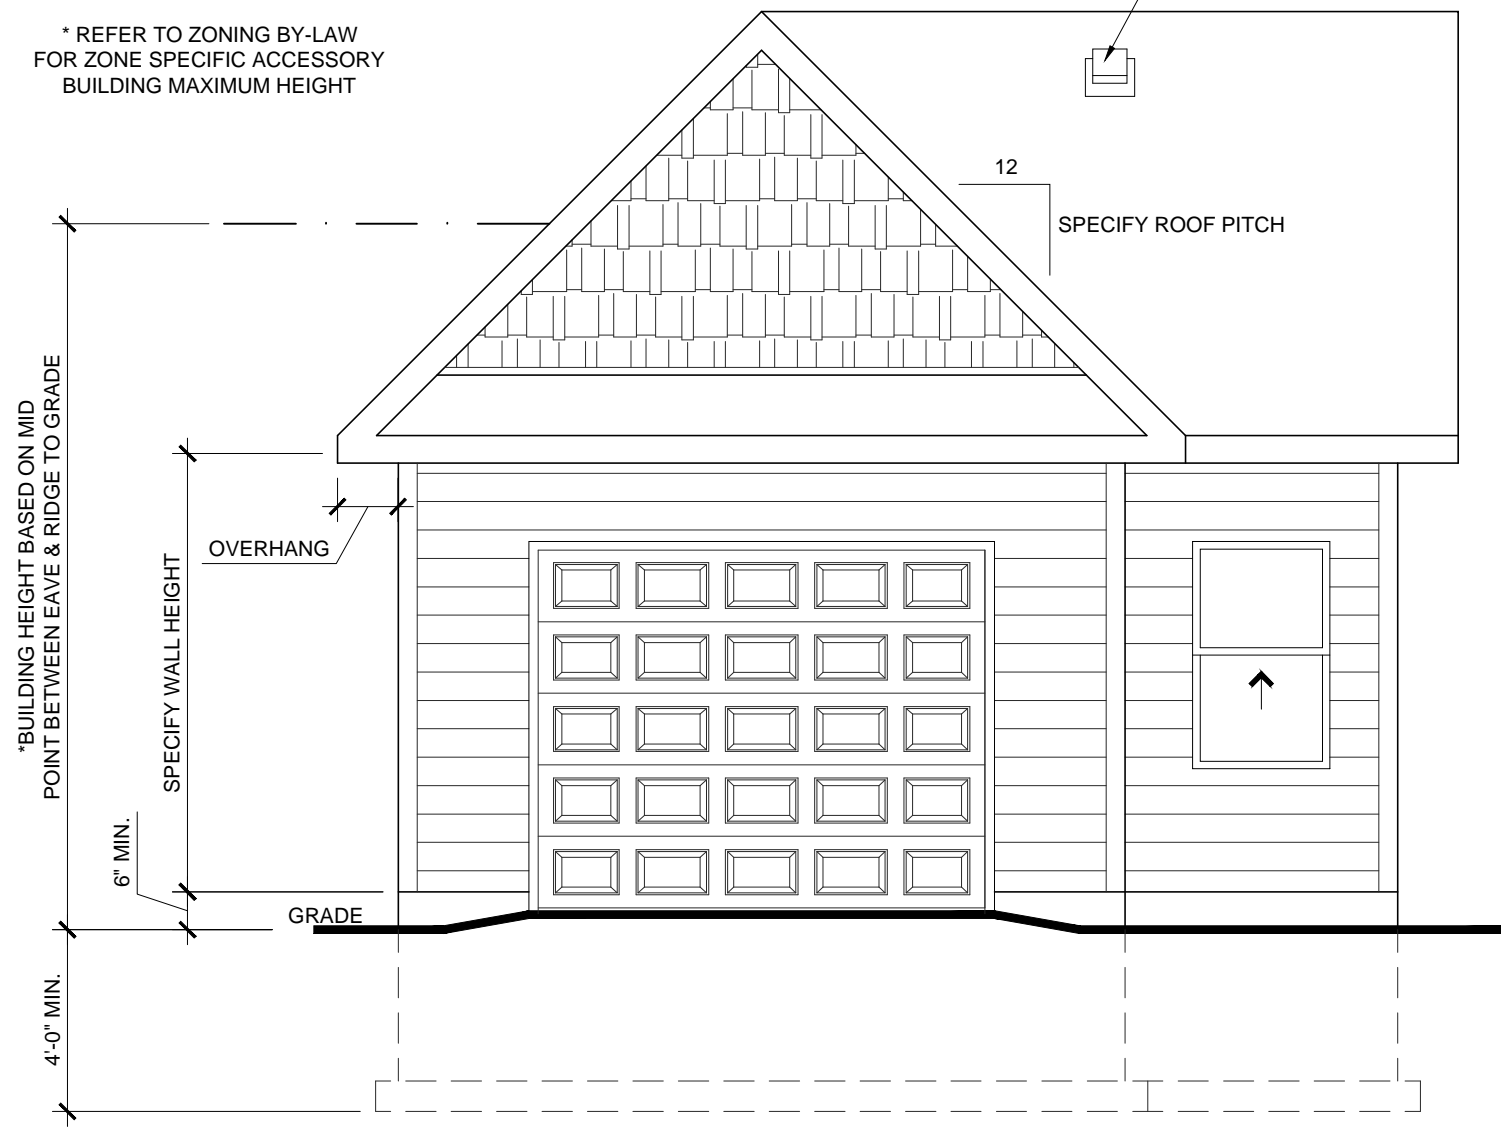 * REFER TO ZONING BY-LAW
FOR ZONE SPECIFIC ACCESSORY
BUILDING MAXIMUM HEIGHT
12
SPECIFY ROOF PITCH
*BUILDING HEIGHT BASED ON MID
POINT BETWEEN EAVE & RIDGE TO GRADE
SPECIFY WALL HEIGHT
OVERHANG
6" MIN.
GRADE
4'-0" MIN.